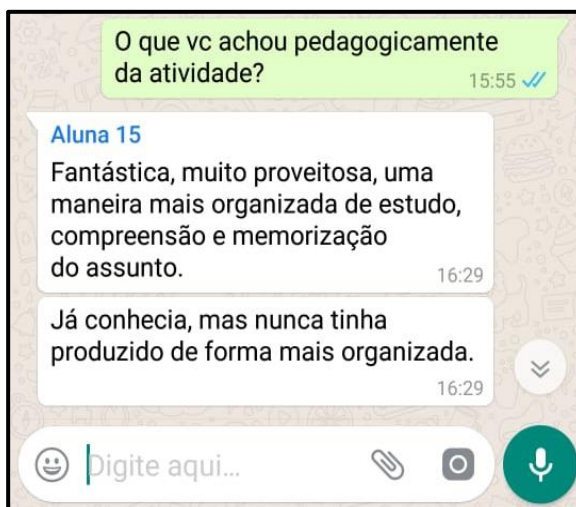 O que vc achou pedagogicamente
da atividade?
15:55
Aluna 15
Fantástica, muito proveitosa, uma
maneira mais organizada de estudo,
compreensão e memorização
do assunto.
16:29
Já conhecia, mas nunca tinha
produzido de forma mais organizada.
16:29
Digite aqui...